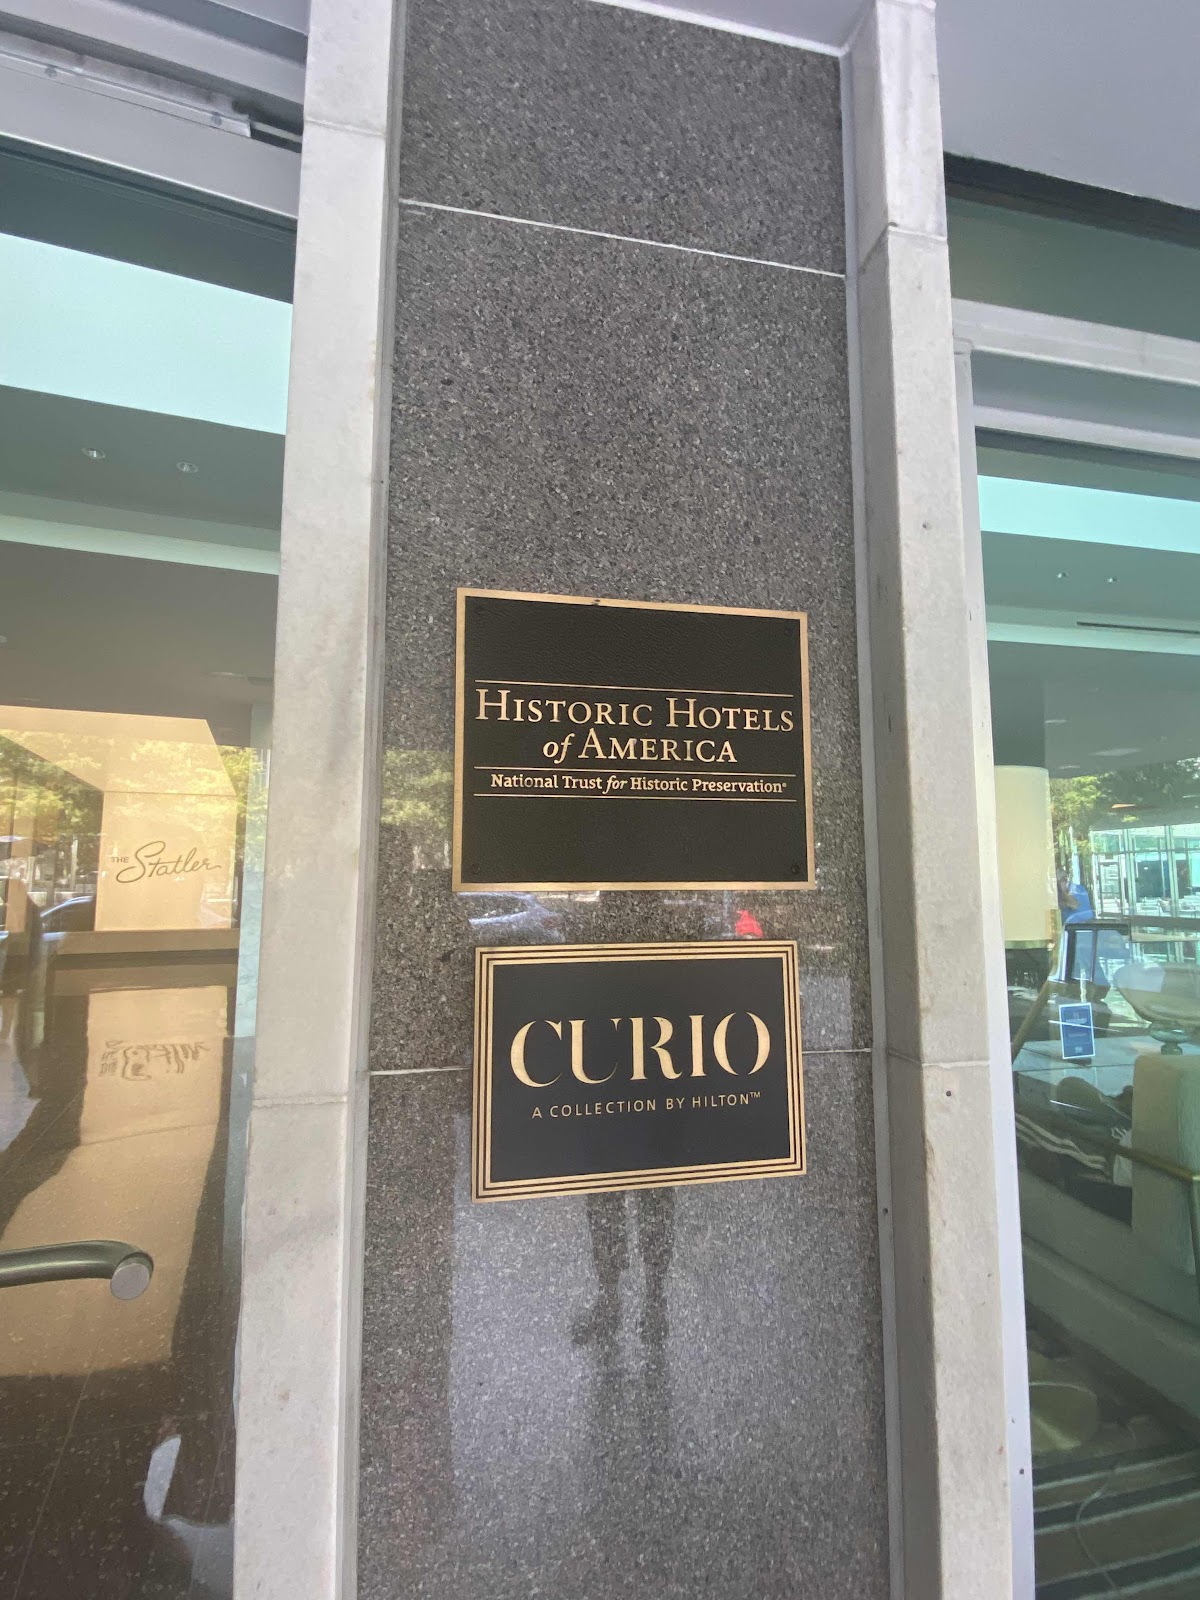 HISTORIC HOTELS
of AMERICA
National Trust for Historic Preservation®
THE Statler
CURIO
A COLLECTION BY HILTON™